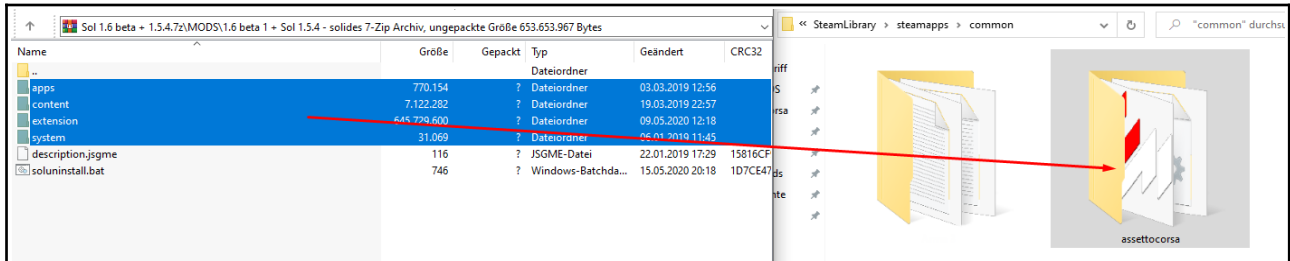 Sol 1.6 beta + 1.5.4.7z\MODS\1.6 beta 1 + Sol 1.5.4 - solides 7-Zip Archiv, ungepackte Größe 653.653.967 Bytes
Name Größe Gepackt Typ Geändert CRC32
.. Dateiordner
apps 770.154 ? Dateiordner 03.03.2019 12:56
content 7.122.282 ? Dateiordner 19.03.2019 22:57
extension 645.729.600 ? Dateiordner 09.05.2020 12:18
system 31.069 ? Dateiordner 06.01.2019 11:45
description.jsgme 116 ? JSGME-Datei 22.01.2019 17:29 15816CF
soluninstall.bat 746 ? Windows-Batchda... 15.05.2020 20:18 1D7CE47
« SteamLibrary > steamapps > common
"common" durchsu
riff
OS
orsa
ds
nte
assettocorsa